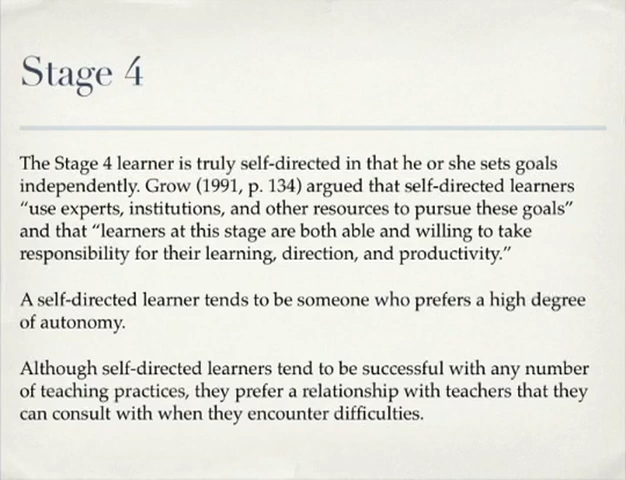 Stage 4
The Stage 4 learner is truly self-directed in that he or she sets goals
independently. Grow (1991, p. 134) argued that self-directed learners
“use experts, institutions, and other resources to pursue these goals”
and that “learners at this stage are both able and willing to take
responsibility for their learning, direction, and productivity.”
A self-directed learner tends to be someone who prefers a high degree
of autonomy.
Although self-directed learners tend to be successful with any number
of teaching practices, they prefer a relationship with teachers that they
can consult with when they encounter difficulties.